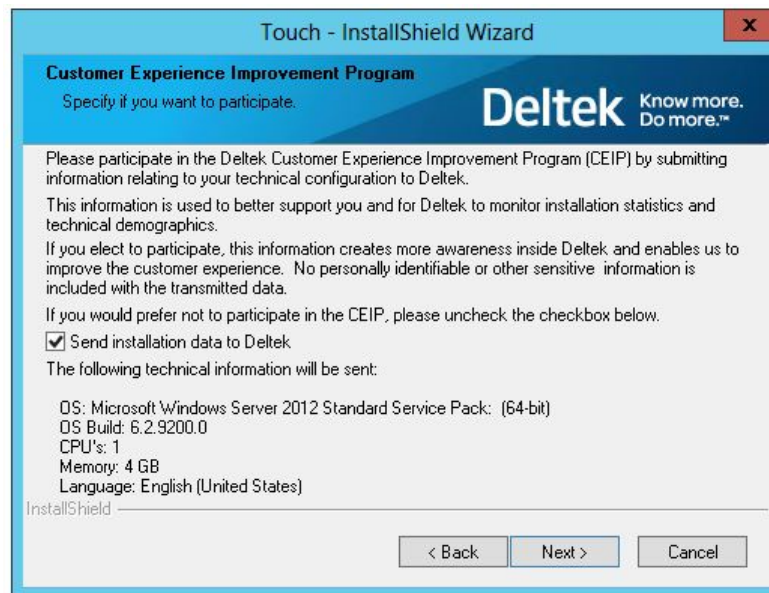 Touch - InstallShield Wizard
x
Customer Experience Improvement Program
Specify if you want to participate.
Deltek Know more.
Do more.™
Please participate in the Deltek Customer Experience Improvement Program (CEIP) by submitting
information relating to your technical configuration to Deltek.
This information is used to better support you and for Deltek to monitor installation statistics and
technical demographics.
If you elect to participate, this information creates more awareness inside Deltek and enables us to
improve the customer experience.  No personally identifiable or other sensitive  information is
included with the transmitted data.
If you would prefer not to participate in the CEIP, please uncheck the checkbox below.
Send installation data to Deltek
The following technical information will be sent:
OS: Microsoft Windows Server 2012 Standard Service Pack:  (64-bit)
OS Build: 6.2.9200.0
CPU's: 1
Memory: 4 GB
Language: English (United States)
InstallShield
< Back Next > Cancel